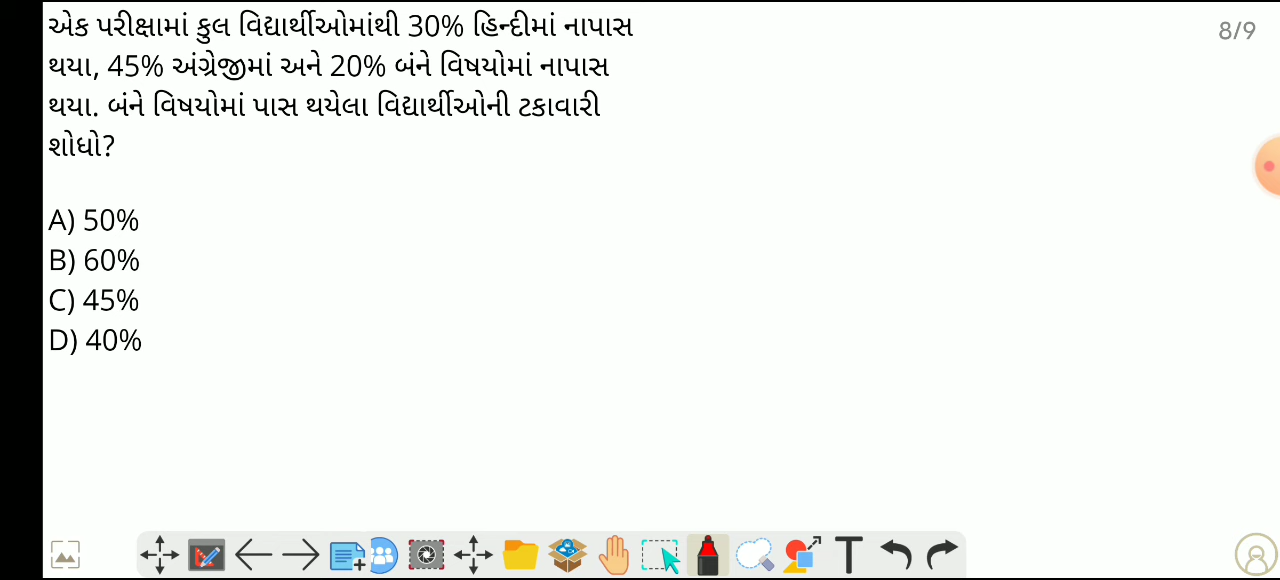 એક પરીક્ષામાં કુલ વિદ્યાર્થીઓમાંથી 30% હિન્દીમાં નાપાસ
8/9
થયા, 45% અંગ્રેજીમાં અને 20% બંને વિષયોમાં નાપાસ
થયા. બંને વિષયોમાં પાસ થયેલા વિદ્યાર્થીઓની ટકાવારી
શોધો?
A) 50%
B) 60%
C) 45%
D) 40%